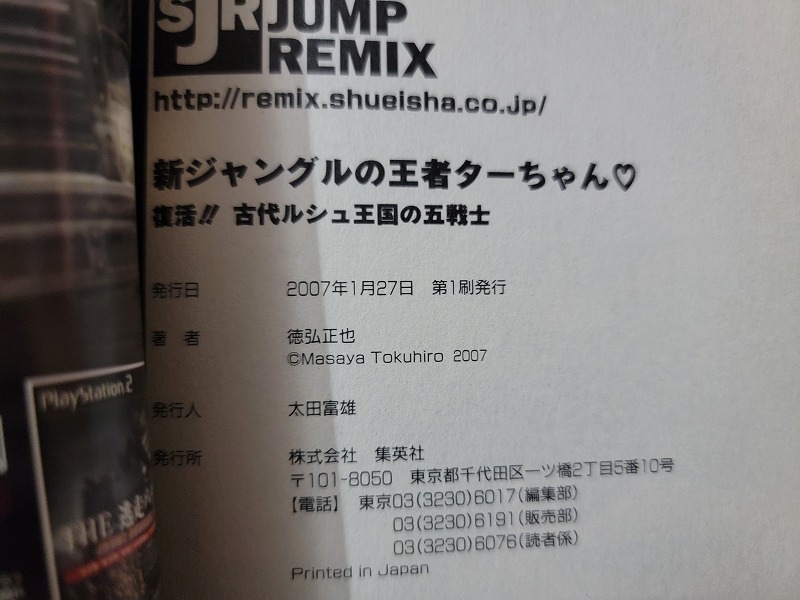 SJR JUMP
REMIX
http://remix.shueisha.co.jp/
新ジャングルの王者ターちゃん♡
復活!! 古代ルシュ王国の五戦士
発行日 2007年1月27日 第1刷発行
著 者 徳弘正也
©Masaya Tokuhiro 2007
発行人 太田富雄
発行所 株式会社 集英社
〒101-8050 東京都千代田区一ツ橋2丁目5番10号
【電話】 東京03(3230)6017(編集部)
03(3230)6191(販売部)
03(3230)6076(読者係)
Printed in Japan
PlayStation 2
THE